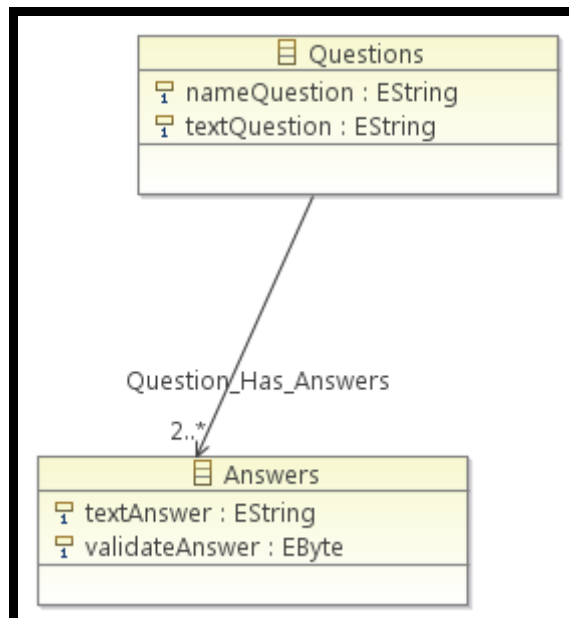 Questions
nameQuestion : EString
textQuestion : EString
Question_Has_Answers
2..*
Answers
textAnswer : EString
validateAnswer : EByte